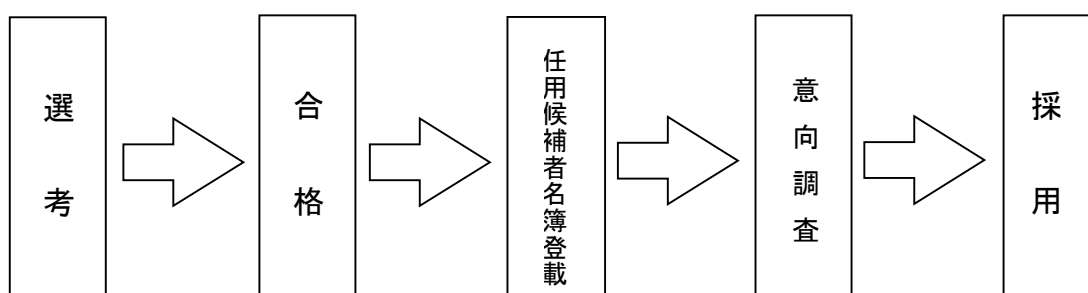 選考
合格
任用候補者名簿登載
意向調査
採用